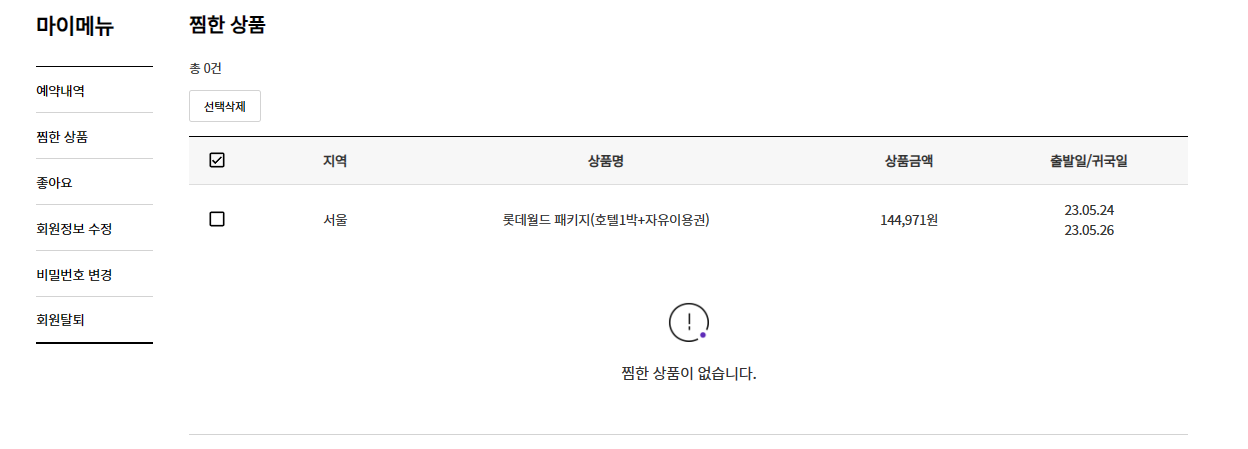 마이메뉴
예약내역
찜한 상품
좋아요
회원정보 수정
비밀번호 변경
회원탈퇴
찜한 상품
총 0건
선택삭제
지역 상품명 상품금액 출발일/귀국일
서울 롯데월드 패키지(호텔1박+자유이용권) 144,971원 23.05.24
23.05.26
찜한 상품이 없습니다.